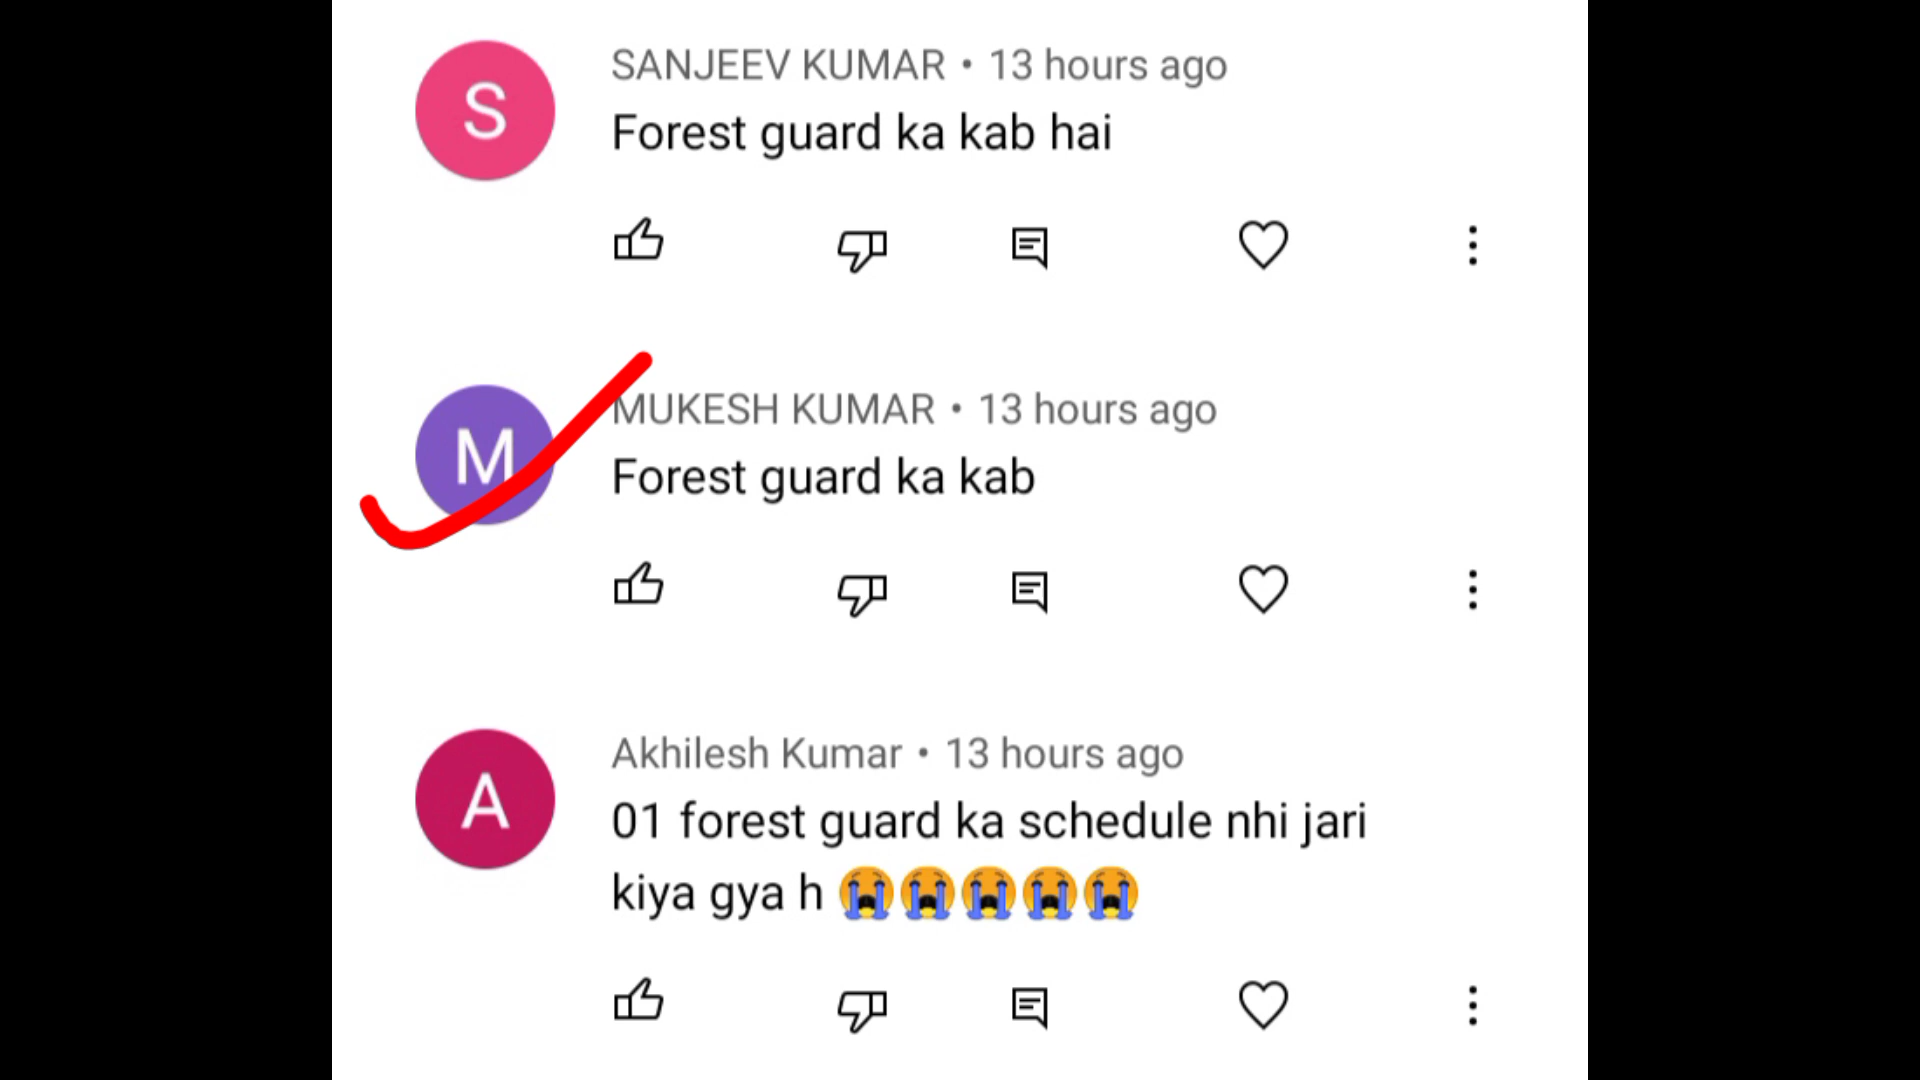 S
SANJEEV KUMAR • 13 hours ago
Forest guard ka kab hai
M
MUKESH KUMAR • 13 hours ago
Forest guard ka kab
A
Akhilesh Kumar • 13 hours ago
01 forest guard ka schedule nhi jari
kiya gya h 😭😭😭😭😭